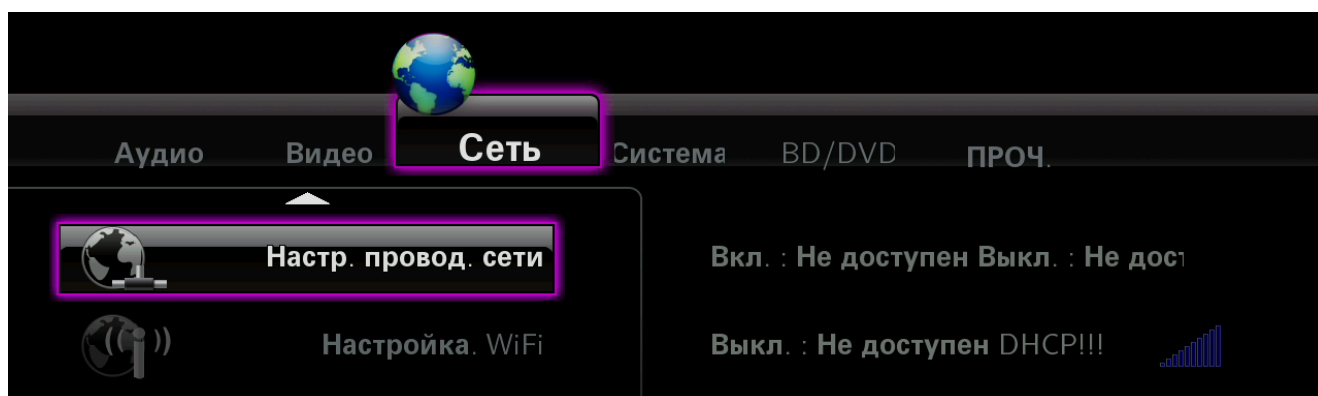 Аудио Видео Сеть Система BD/DVD ПРОЧ.
Настр. провод. сети Вкл. : Не доступен Выкл. : Не дост
Настройка. WiFi Выкл. : Не доступен DHCP!!!